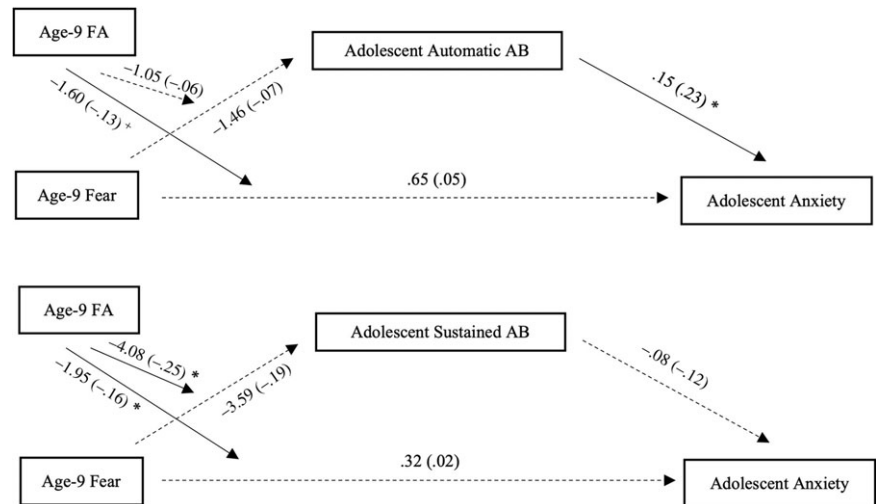 Age-9 FA
Adolescent Automatic AB
–1.05 (–.06)
–1.60 (–.13) +
–1.46 (–.07)
.15 (.23) *
Age-9 Fear
.65 (.05)
Adolescent Anxiety
Age-9 FA
Adolescent Sustained AB
–4.08 (–.25) *
–1.95 (–.16) *
–3.59 (–.19)
–.08 (–.12)
Age-9 Fear
.32 (.02)
Adolescent Anxiety